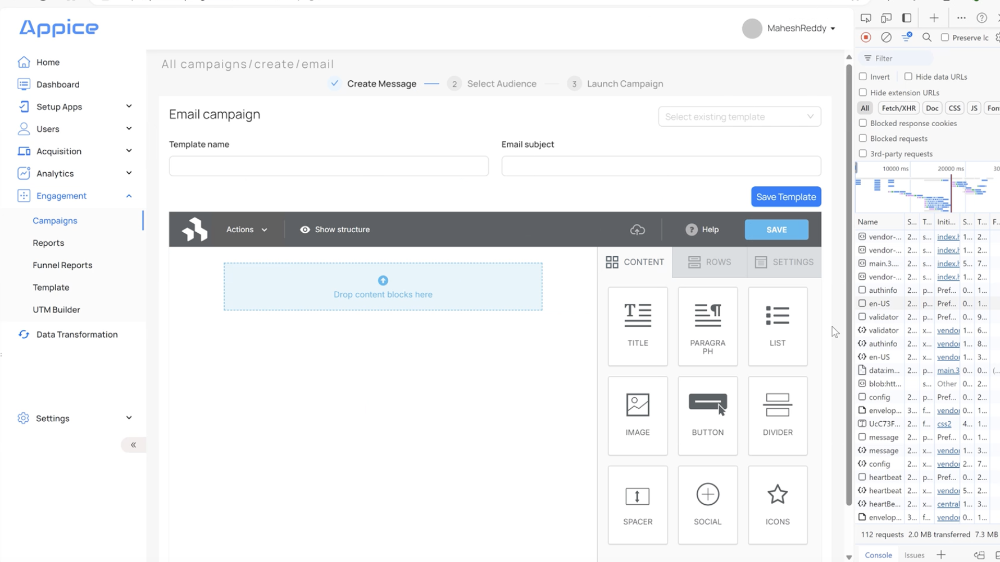 Appice
MaheshReddy
Home
Dashboard
Setup Apps
Users
Acquisition
Analytics
Engagement
Campaigns
Reports
Funnel Reports
Template
UTM Builder
Data Transformation
Settings
«
All campaigns/create/email
Create Message
2 Select Audience
3 Launch Campaign
Email campaign
Select existing template
Template name
Email subject
Save Template
Actions
Show structure
? Help
SAVE
Drop content blocks here
CONTENT
ROWS
SETTINGS
TITLE
PARAGRA
PH
LIST
IMAGE
BUTTON
DIVIDER
SPACER
SOCIAL
ICONS
Preserve lc
Filter
Invert
Hide data URLs
Hide extension URLs
All Fetch/XHR Doc CSS JS Fon
Blocked response cookies
Blocked requests
3rd-party requests
10000 ms 20000 ms 30
Name S... T... Initi... S... T... F...
vendor-... 2... s... index.h 1... 2...
vendor-... 2... s... index.h 1... 2...
main.3.... 2... s... index.h 5... 7...
vendor-... 2... s... index.h 1... 2...
authinfo 2... p... Pref... 0... 1...
en-US 2... p... Pref... 0... 1...
validator 2... p... Pref... 0... 9...
validator 2... x... vendor 1... 6...
authinfo 2... x... vendor 1... 8...
en-US 2... x... vendor 1... 3...
data:im... 2... p... main.3 0... 0... (...
blob:htt... s... Other 0... 2...
config 2... p... Pref... 0... 2...
envelop... 3... f... vendor 0... 1...
UcC73F... 2... f... css2 4... 1...
message 2... p... Pref... 0... 1...
message 2... x... vendor 1... 3...
config 2... x... vendor 2... 7...
heartbeat 2... p... Pref... 0... 2...
heartbeat 2... x... vendor 5... 2...
heartBe... 2... x... central 1... 3...
envelop... 3... f... vendor 0... 1...
112 requests 2.0 MB transferred 7.3 MB
Console Issues